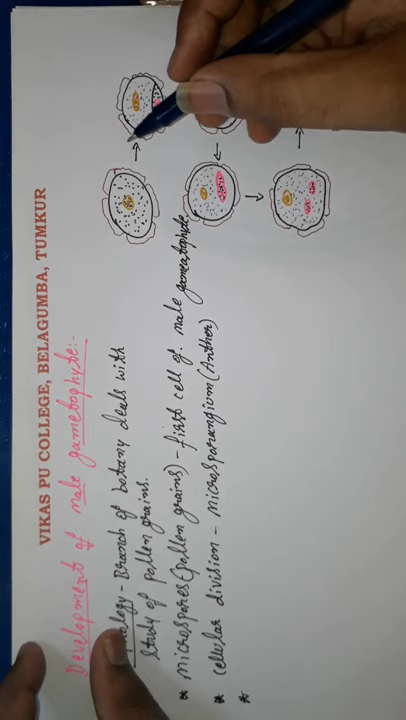 VIKAS PU COLLEGE, BELAGUMBA, TUMKUR
Development of male gametophyte:-
- Branch of botany deals with
study of pollen grains.
* microspores (pollen grains) - first cell of male gametophyte
* cellular division - microsporangium (Anther)
*